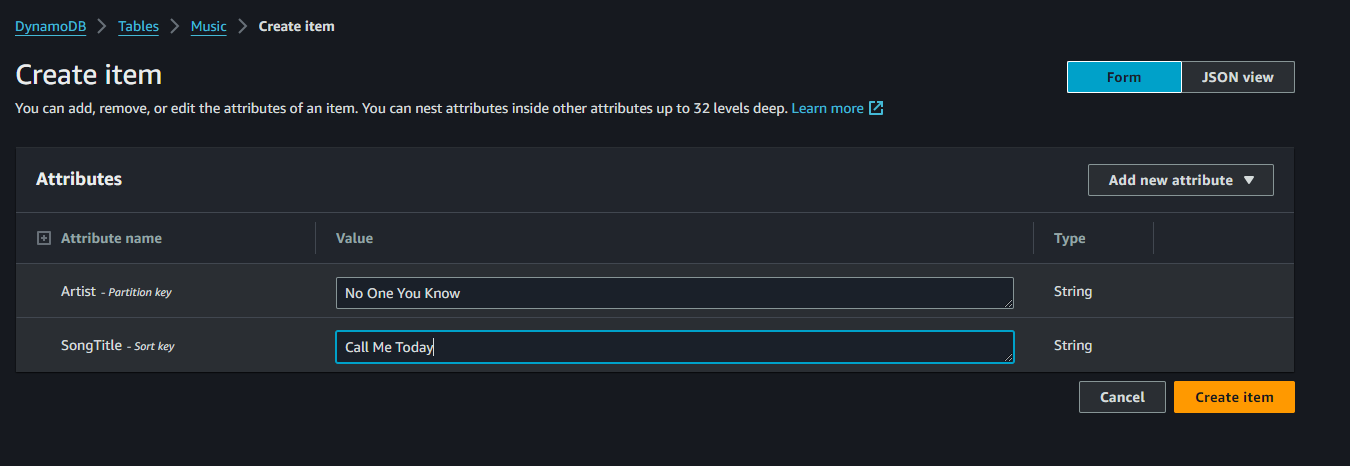 DynamoDB > Tables > Music > Create item
Create item
Form JSON view
You can add, remove, or edit the attributes of an item. You can nest attributes inside other attributes up to 32 levels deep. Learn more
Attributes
Add new attribute ▼
Attribute name Value Type
Artist - Partition key No One You Know String
SongTitle - Sort key Call Me Today String
Cancel Create item